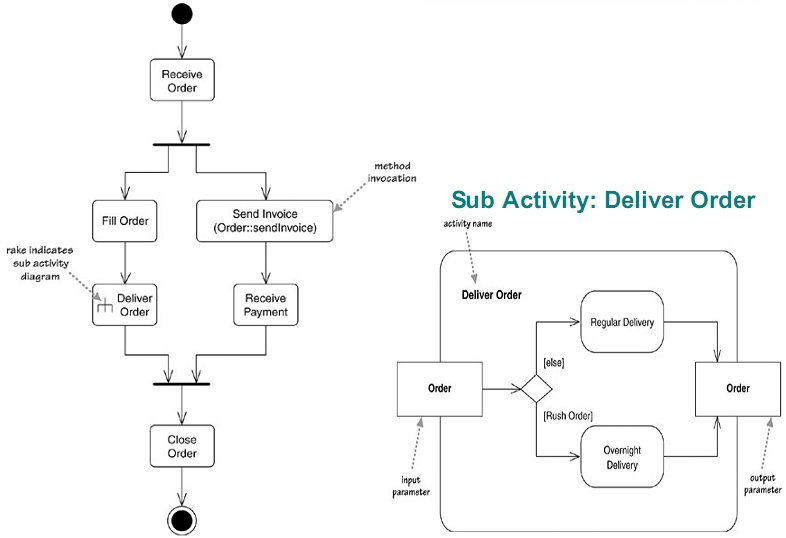 Receive
Order
method
invocation
Fill Order
Send Invoice
(Order::sendInvoice)
rake indicates
sub activity
diagram
Deliver
Order
Receive
Payment
Close
Order
Sub Activity: Deliver Order
activity name
Deliver Order
Regular Delivery
[else]
Order
Order
[Rush Order]
Overnight
Delivery
input
parameter
output
parameter